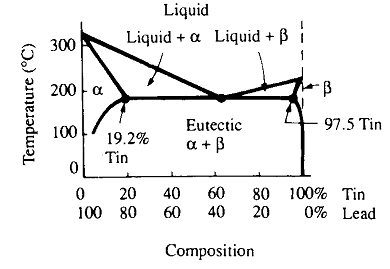 Liquid
Liquid + α
Liquid + β
Temperature (°C)
300
200
100
0
α
β
19.2%
Tin
Eutectic
α + β
97.5 Tin
0 20 40 60 80 100% Tin
100 80 60 40 20 0% Lead
Composition